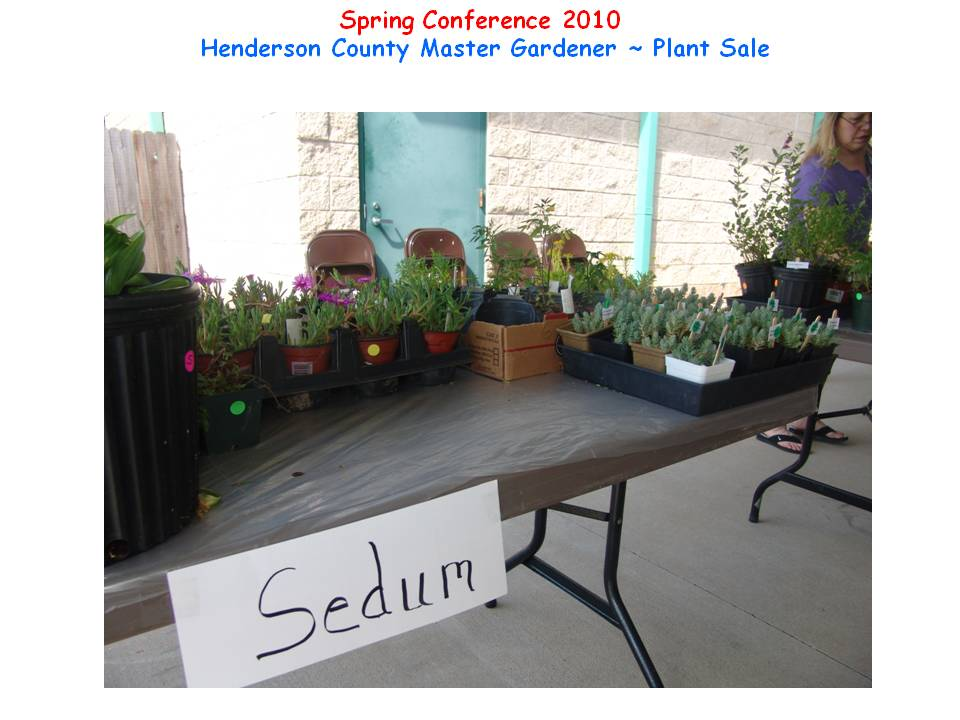 Spring Conference 2010
Henderson County Master Gardener ~ Plant Sale
Sedum